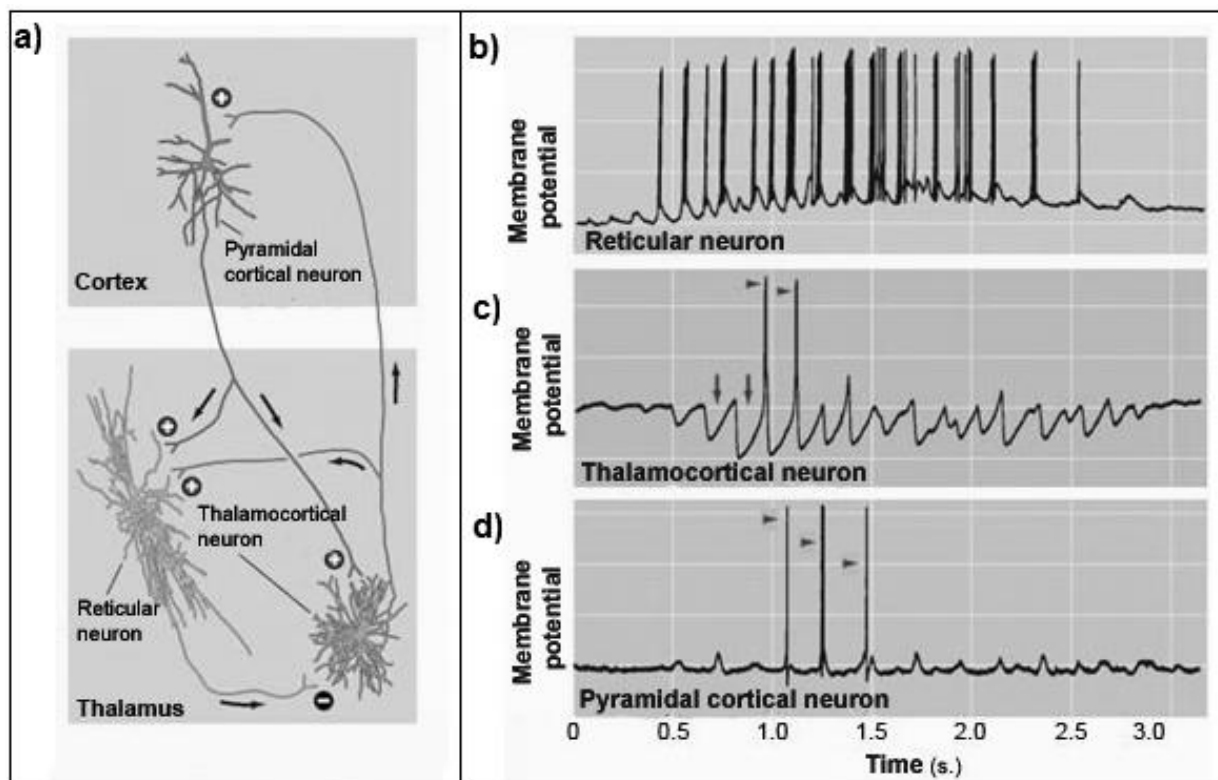 a)
+
Pyramidal
cortical neuron
Cortex
+
+
Thalamocortical
neuron
+
Reticular
neuron
Thalamus
-
b)
Membrane
potential
Reticular neuron
c)
Membrane
potential
Thalamocortical neuron
d)
Membrane
potential
Pyramidal cortical neuron
0 0.5 1.0 1.5 2.0 2.5 3.0
Time (s.)